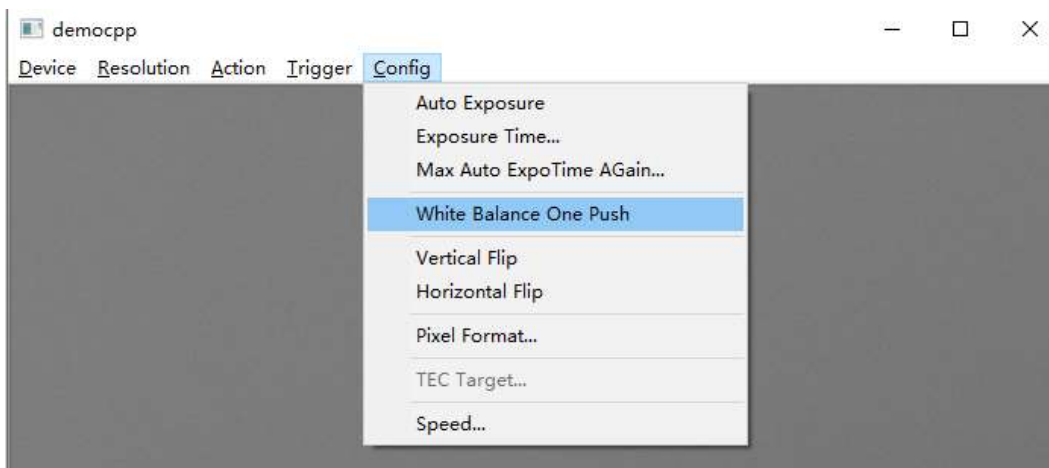 democpp
Device Resolution Action Trigger Config
Auto Exposure
Exposure Time...
Max Auto ExpoTime AGain...
White Balance One Push
Vertical Flip
Horizontal Flip
Pixel Format...
TEC Target...
Speed...